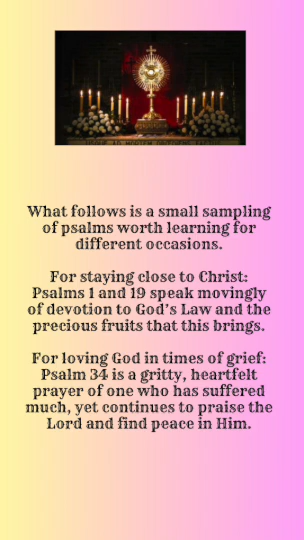 What follows is a small sampling
of psalms worth learning for
different occasions.
For staying close to Christ:
Psalms 1 and 19 speak movingly
of devotion to God's Law and the
precious fruits that this brings.
For loving God in times of grief:
Psalm 34 is a gritty, heartfelt
prayer of one who has suffered
much, yet continues to praise the
Lord and find peace in Him.